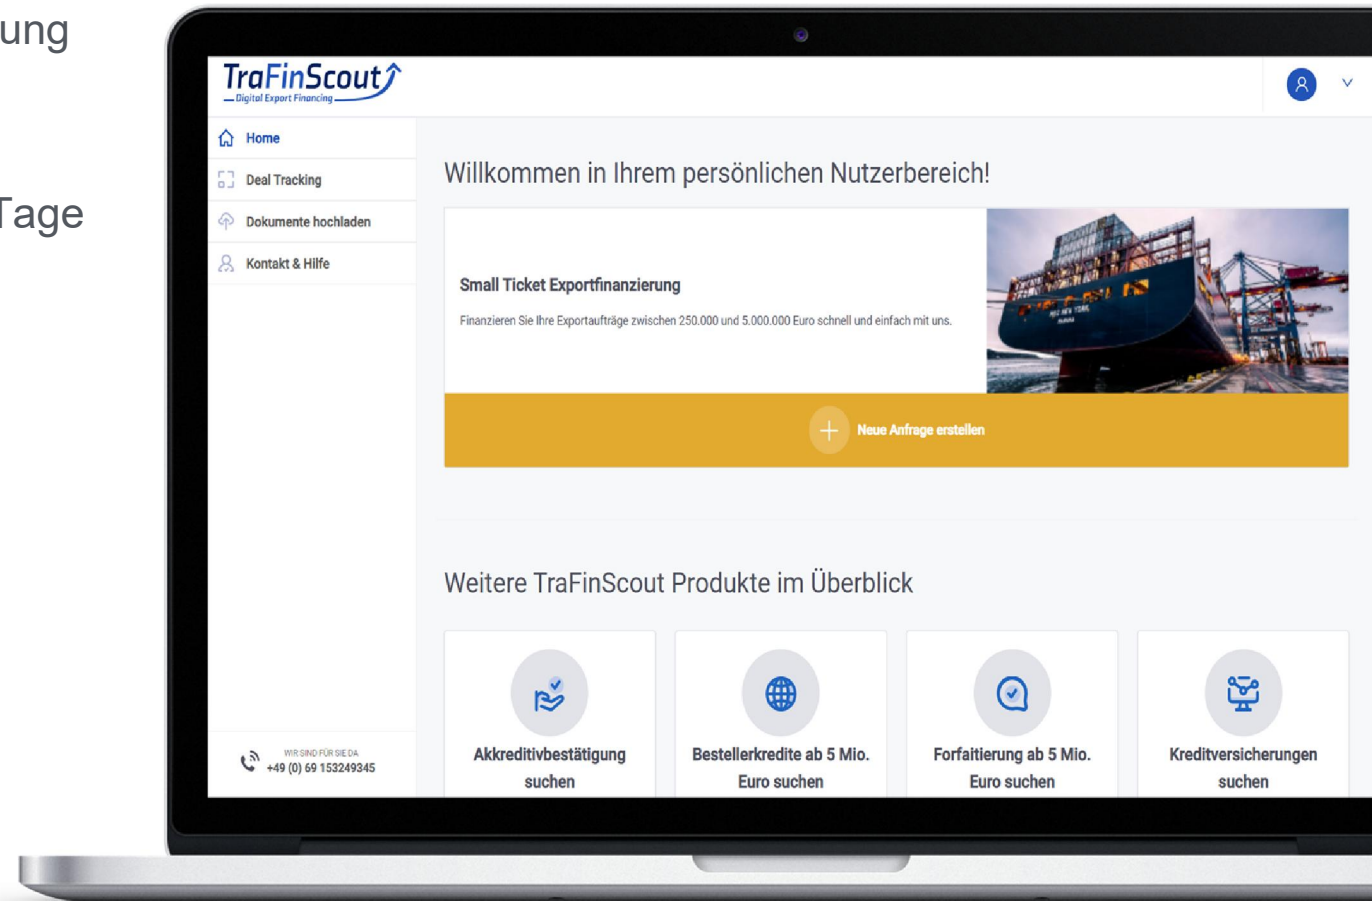 ung
Tage
TraFinScout
Digital Export Financing
Home
Deal Tracking
Dokumente hochladen
Kontakt & Hilfe
WIR SIND FÜR SIE DA
+49 (0) 69 153249345
Willkommen in Ihrem persönlichen Nutzerbereich!
Small Ticket Exportfinanzierung
Finanzieren Sie Ihre Exportaufträge zwischen 250.000 und 5.000.000 Euro schnell und einfach mit uns.
Neue Anfrage erstellen
Weitere TraFinScout Produkte im Überblick
Akkreditivbestätigung
suchen
Bestellerkredite ab 5 Mio.
Euro suchen
Forfaitierung ab 5 Mio.
Euro suchen
Kreditversicherungen
suchen